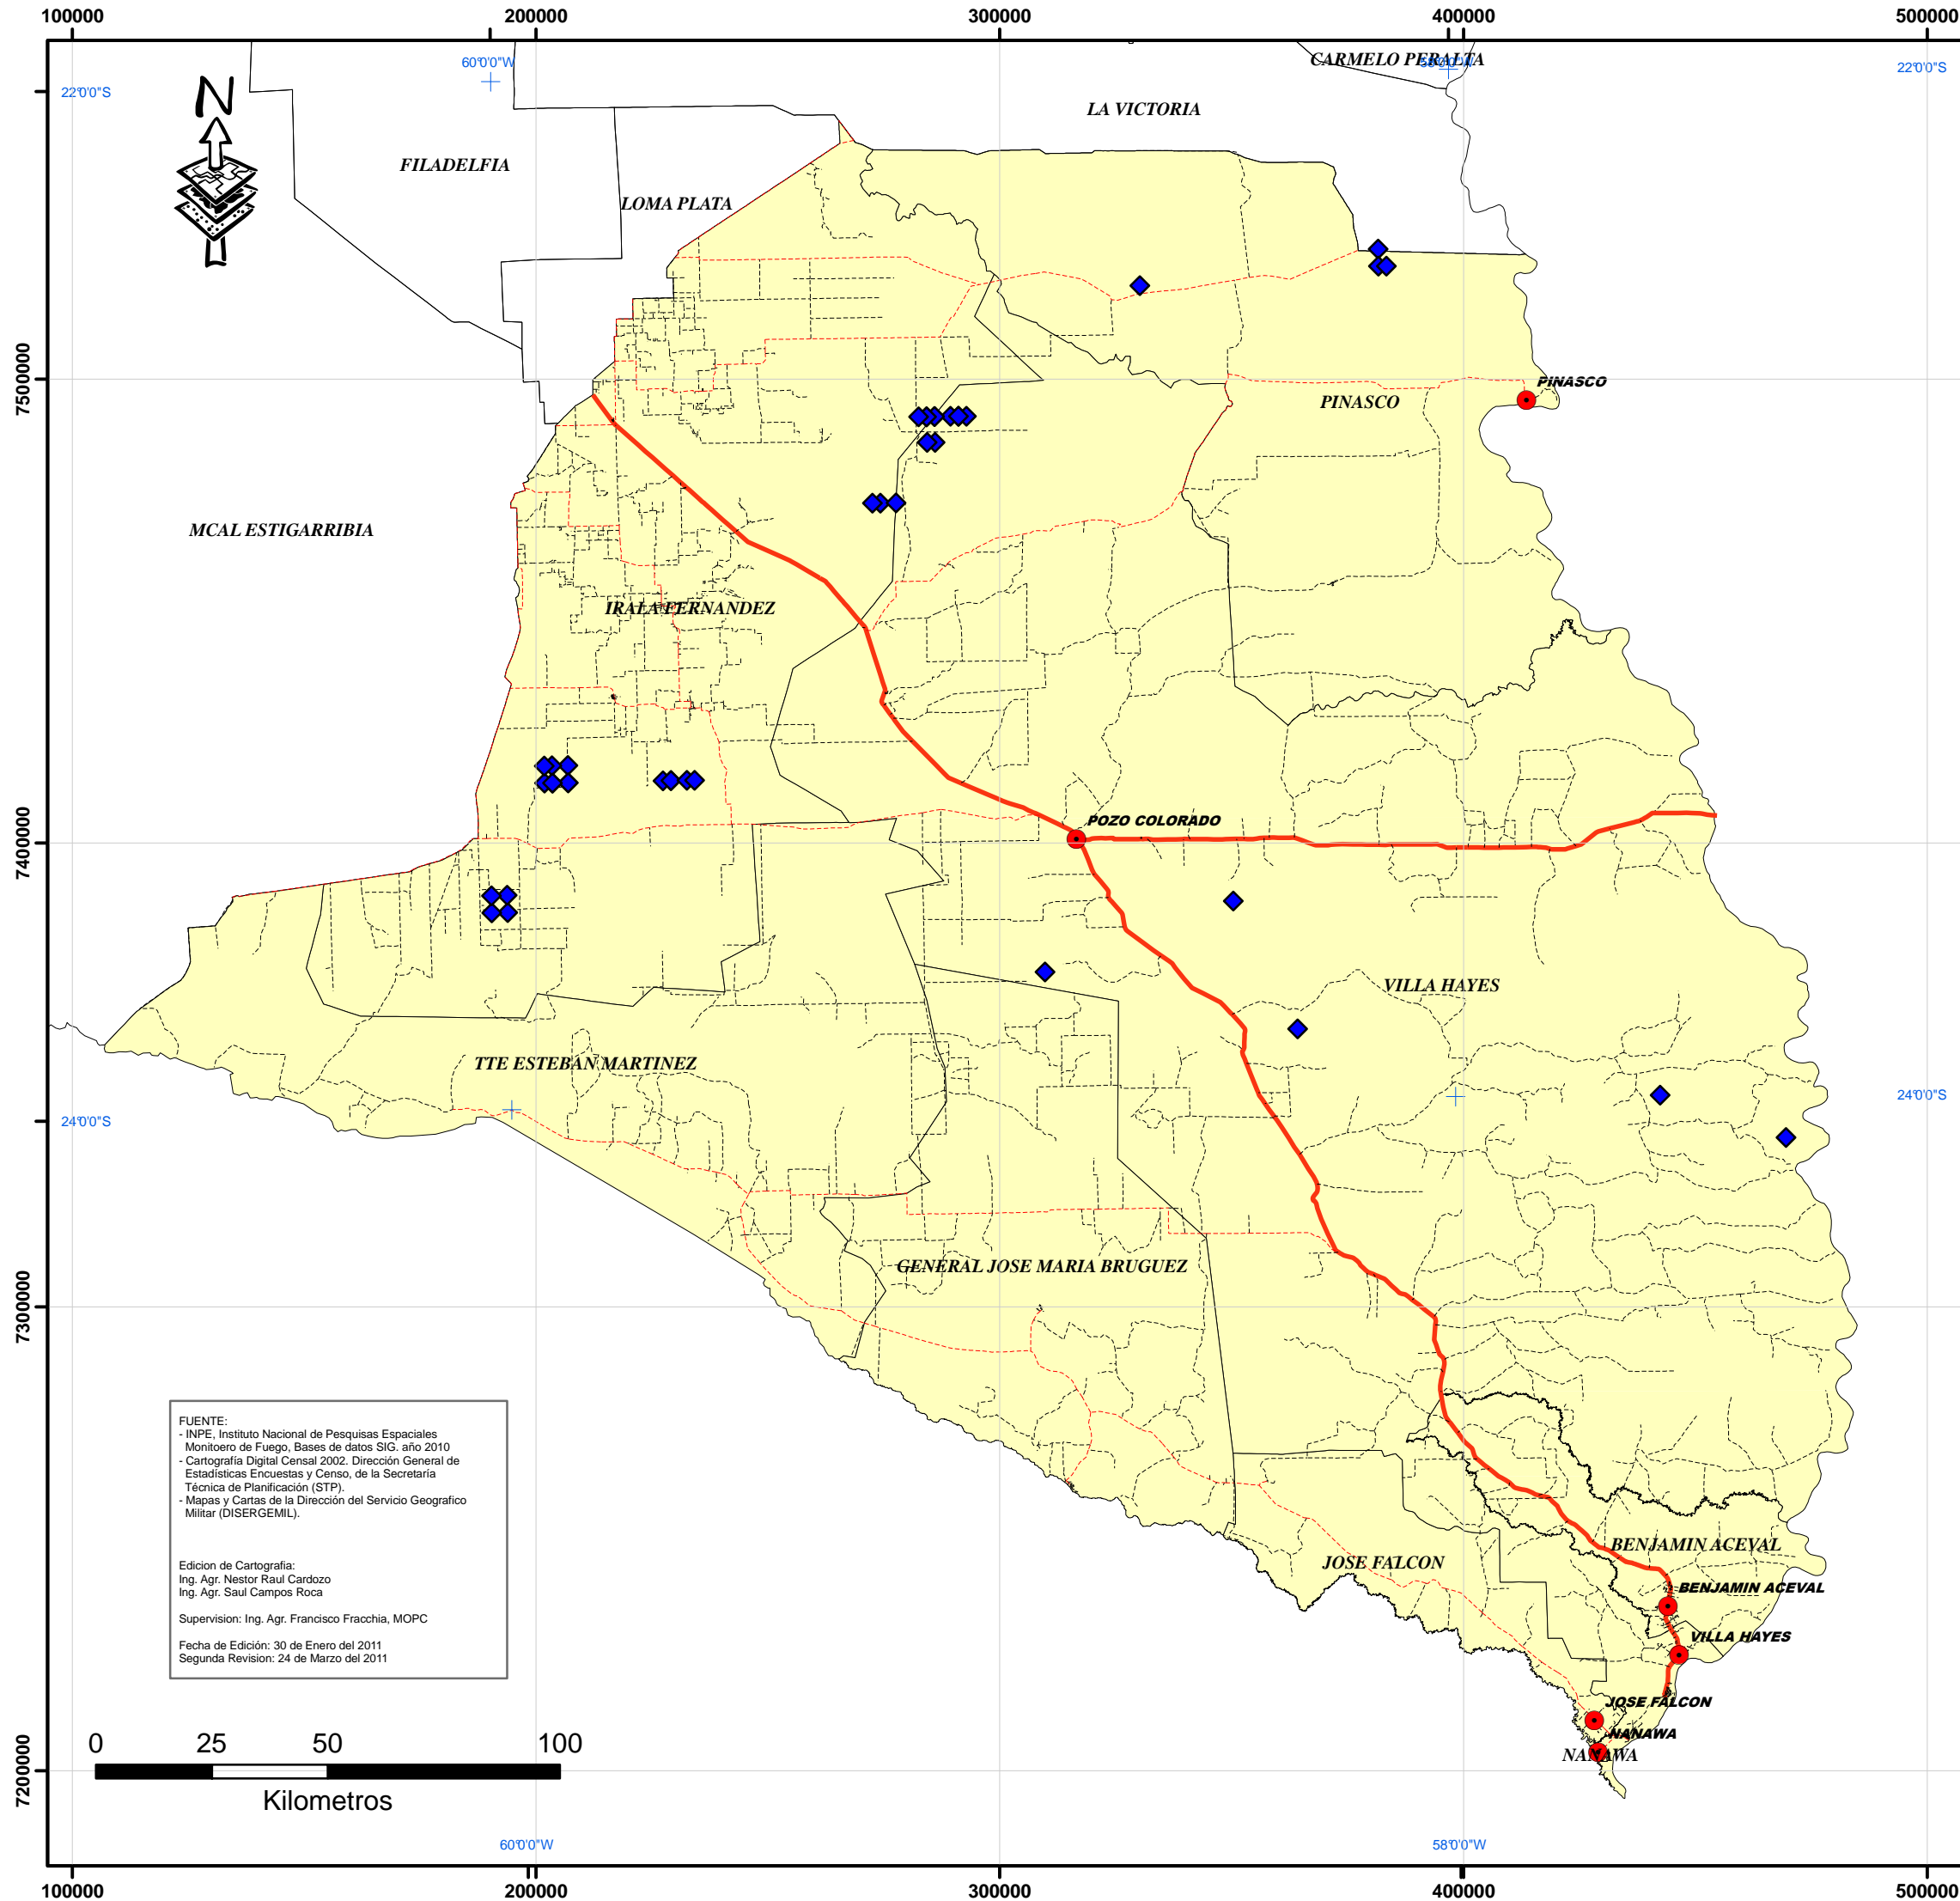 100000
200000
300000
400000
500000
60°0'0"W
22°0'0"S
22°0'0"S
CARMELO PERALTA
LA VICTORIA
N
FILADELFIA
LOMA PLATA
7500000
7500000
PINASCO
PINASCO
MCAL ESTIGARRIBIA
IRALA FERNANDEZ
POZO COLORADO
7400000
VILLA HAYES
TTE ESTEBAN MARTINEZ
24°0'0"S
24°0'0"S
GENERAL JOSE MARIA BRUGUEZ
7300000
FUENTE:
- INPE, Instituto Nacional de Pesquisas Espaciales
Monitoero de Fuego, Bases de datos SIG. año 2010
- Cartografía Digital Censal 2002. Dirección General de
Estadísticas Encuestas y Censo, de la Secretaría
Técnica de Planificación (STP).
- Mapas y Cartas de la Dirección del Servicio Geografico
Militar (DISERGEMIL).
Edicion de Cartografia:
Ing. Agr. Nestor Raul Cardozo
Ing. Agr. Saul Campos Roca
Supervision: Ing. Agr. Francisco Fracchia, MOPC
Fecha de Edición: 30 de Enero del 2011
Segunda Revision: 24 de Marzo del 2011
BENJAMIN ACEVAL
JOSE FALCON
BENJAMIN ACEVAL
VILLA HAYES
JOSE FALCON
NANAWA
NANAWA
0 25 50 100
Kilometros
7200000
60°0'0"W
58°0'0"W
100000
200000
300000
400000
500000